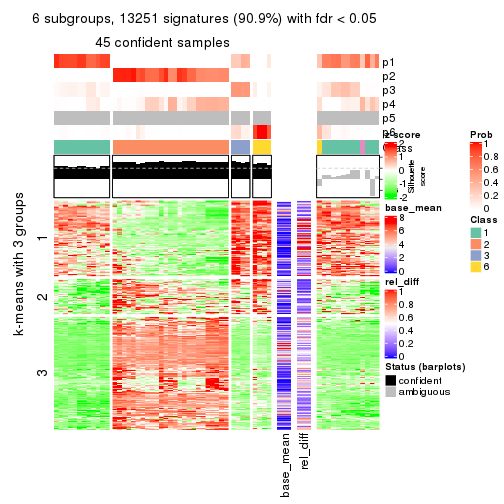 6 subgroups, 13251 signatures (90.9%) with fdr < 0.05
45 confident samples
p1
p2
p3
p4
p5
p6
Class
Silhouette
score
k-means with 3 groups
1
2
3
base_mean
rel_diff
z-score
2
1
0
-1
-2
base_mean
8
6
4
2
0
rel_diff
1
0.8
0.6
0.4
0.2
0
Status (barplots)
confident
ambiguous
Prob
1
0.8
0.6
0.4
0.2
0
Class
1
2
3
6